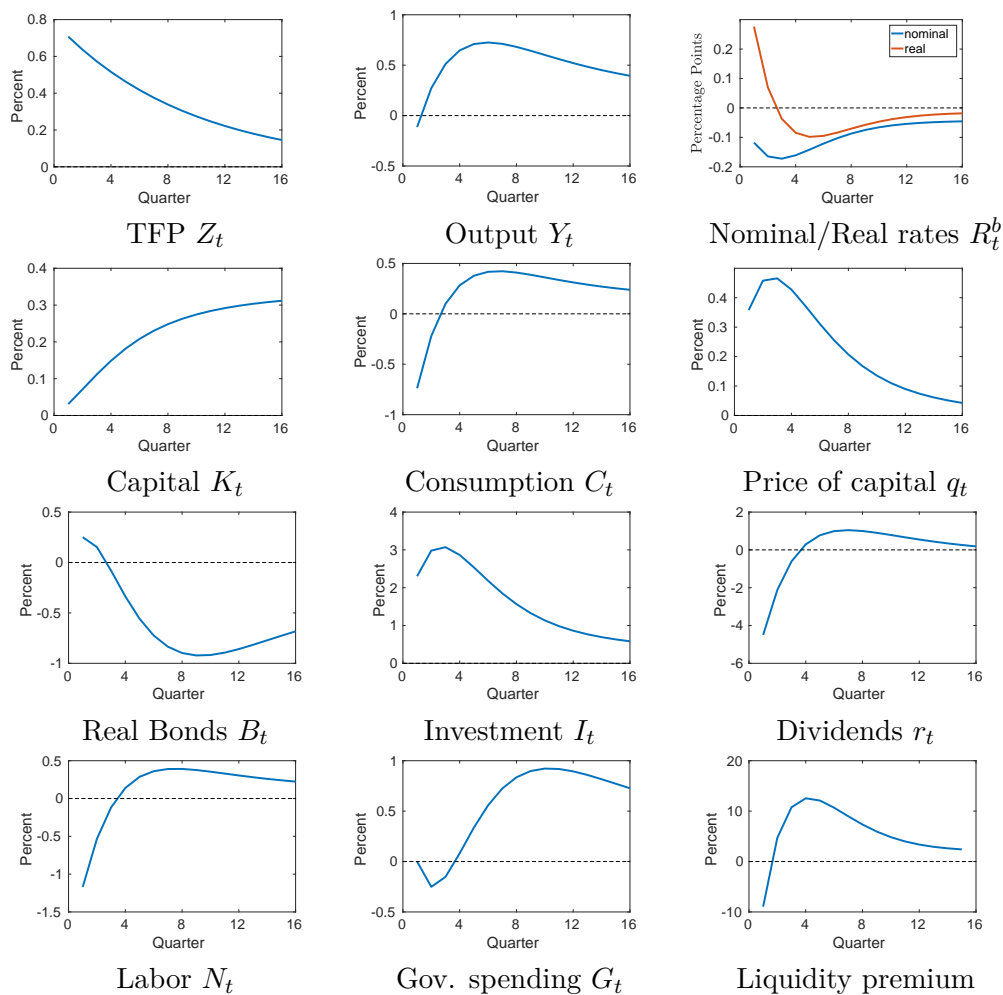 0.8
0.6
0.4
0.2
0
Percent
0 4 8 12 16
Quarter
TFP Z_t
1
0.5
0
-0.5
Percent
0 4 8 12 16
Quarter
Output Y_t
0.2
0.1
0
-0.1
-0.2
Percentage Points
nominal
real
0 4 8 12 16
Quarter
Nominal/Real rates R_t^b
0.4
0.3
0.2
0.1
0
Percent
0 4 8 12 16
Quarter
Capital K_t
0.5
0
-0.5
-1
Percent
0 4 8 12 16
Quarter
Consumption C_t
0.4
0.3
0.2
0.1
0
Percent
0 4 8 12 16
Quarter
Price of capital q_t
0.5
0
-0.5
-1
Percent
0 4 8 12 16
Quarter
Real Bonds B_t
4
3
2
1
0
Percent
0 4 8 12 16
Quarter
Investment I_t
2
0
-2
-4
-6
Percent
0 4 8 12 16
Quarter
Dividends r_t
0.5
0
-0.5
-1
-1.5
Percent
0 4 8 12 16
Quarter
Labor N_t
1
0.5
0
-0.5
Percent
0 4 8 12 16
Quarter
Gov. spending G_t
20
10
0
-10
Percent
0 4 8 12 16
Quarter
Liquidity premium